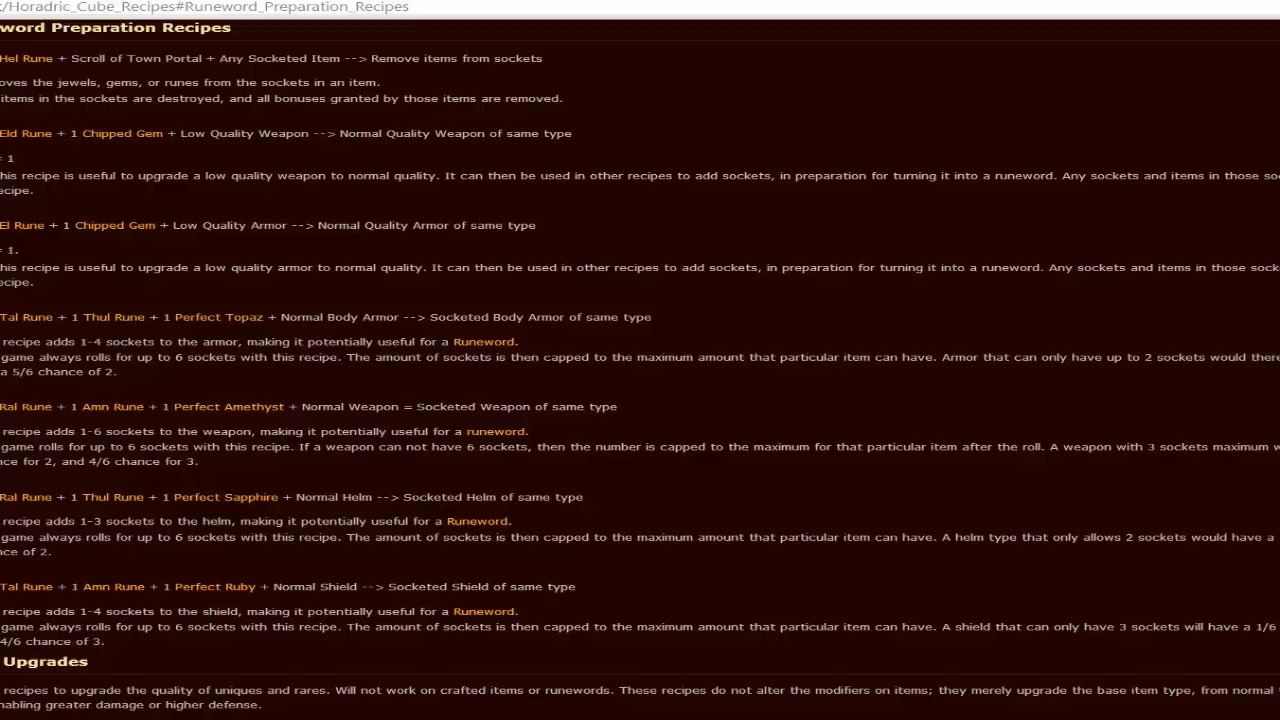 :/Horadric_Cube_Recipes#Runeword_Preparation_Recipes
word Preparation Recipes
Hel Rune + Scroll of Town Portal + Any Socketed Item --> Remove items from sockets
oves the jewels, gems, or runes from the sockets in an item.
items in the sockets are destroyed, and all bonuses granted by those items are removed.
Eld Rune + 1 Chipped Gem + Low Quality Weapon --> Normal Quality Weapon of same type
= 1
his recipe is useful to upgrade a low quality weapon to normal quality. It can then be used in other recipes to add sockets, in preparation for turning it into a runeword. Any sockets and items in those so
ecipe.
El Rune + 1 Chipped Gem + Low Quality Armor --> Normal Quality Armor of same type
= 1.
his recipe is useful to upgrade a low quality armor to normal quality. It can then be used in other recipes to add sockets, in preparation for turning it into a runeword. Any sockets and items in those sock
ecipe.
Tal Rune + 1 Thul Rune + 1 Perfect Topaz + Normal Body Armor --> Socketed Body Armor of same type
recipe adds 1-4 sockets to the armor, making it potentially useful for a Runeword.
game always rolls for up to 6 sockets with this recipe. The amount of sockets is then capped to the maximum amount that particular item can have. Armor that can only have up to 2 sockets would there
a 5/6 chance of 2.
Ral Rune + 1 Amn Rune + 1 Perfect Amethyst + Normal Weapon = Socketed Weapon of same type
recipe adds 1-6 sockets to the weapon, making it potentially useful for a runeword.
game rolls for up to 6 sockets with this recipe. If a weapon can not have 6 sockets, then the number is capped to the maximum for that particular item after the roll. A weapon with 3 sockets maximum w
nce for 2, and 4/6 chance for 3.
Ral Rune + 1 Thul Rune + 1 Perfect Sapphire + Normal Helm --> Socketed Helm of same type
recipe adds 1-3 sockets to the helm, making it potentially useful for a Runeword.
game always rolls for up to 6 sockets with this recipe. The amount of sockets is then capped to the maximum amount that particular item can have. A helm type that only allows 2 sockets would have a
nce of 2.
Tal Rune + 1 Amn Rune + 1 Perfect Ruby + Normal Shield --> Socketed Shield of same type
recipe adds 1-4 sockets to the shield, making it potentially useful for a Runeword.
game always rolls for up to 6 sockets with this recipe. The amount of sockets is then capped to the maximum amount that particular item can have. A shield that can only have 3 sockets will have a 1/6
4/6 chance of 3.
Upgrades
recipes to upgrade the quality of uniques and rares. Will not work on crafted items or runewords. These recipes do not alter the modifiers on items; they merely upgrade the base item type, from normal
nabling greater damage or higher defense.